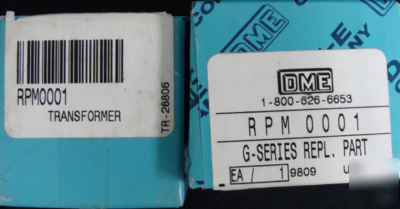 RPM0001
TRANSFORMER
TR-26806
DME
1-800-626-6653
RPM 0001
G-SERIES REPL. PART
EA / 1 9809 U